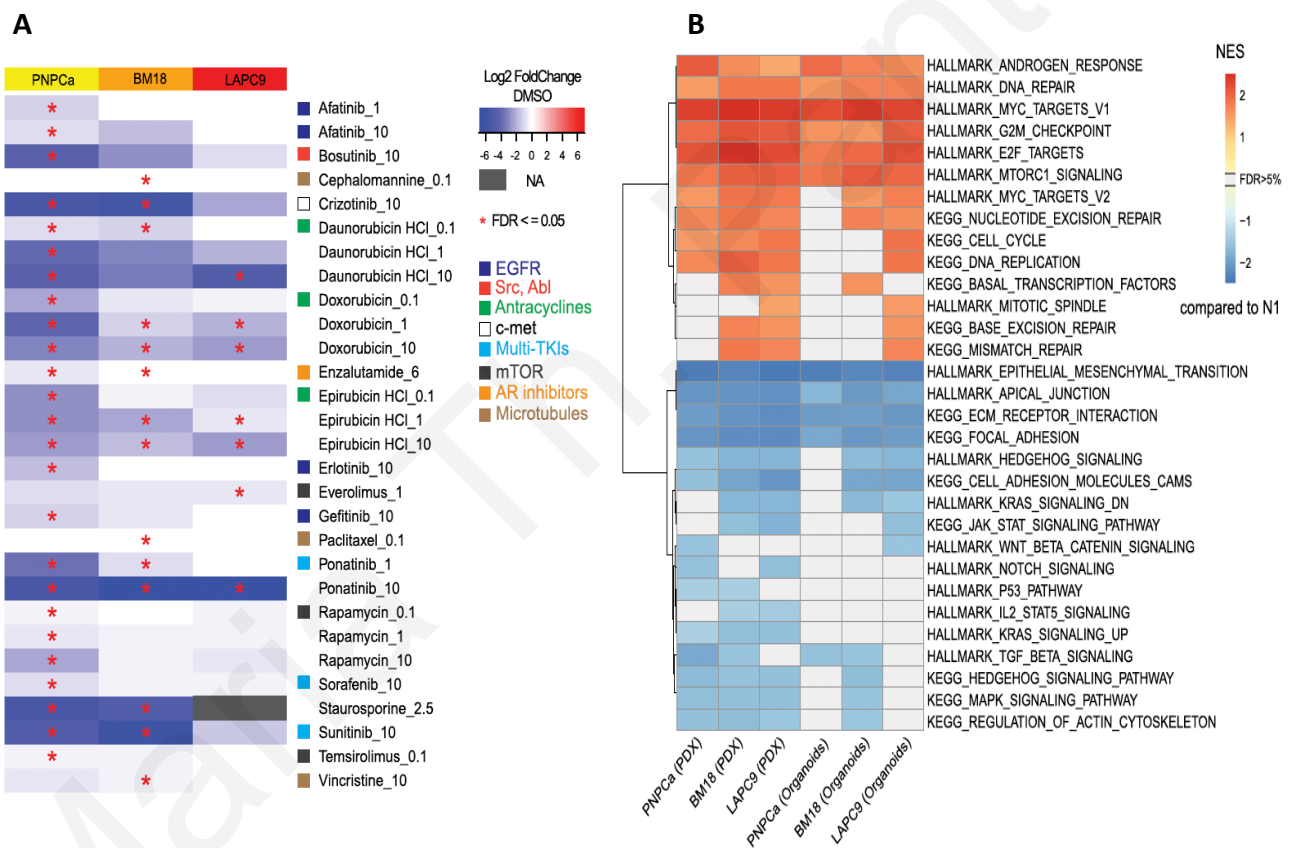 A
PNPCa BM18 LAPC9
Afatinib_1
Afatinib_10
Bosutinib_10
Cephalomannine_0.1
Crizotinib_10
Daunorubicin HCl_0.1
Daunorubicin HCl_1
Daunorubicin HCl_10
Doxorubicin_0.1
Doxorubicin_1
Doxorubicin_10
Enzalutamide_6
Epirubicin HCl_0.1
Epirubicin HCl_1
Epirubicin HCl_10
Erlotinib_10
Everolimus_1
Gefitinib_10
Paclitaxel_0.1
Ponatinib_1
Ponatinib_10
Rapamycin_0.1
Rapamycin_1
Rapamycin_10
Sorafenib_10
Staurosporine_2.5
Sunitinib_10
Temsirolimus_0.1
Vincristine_10
Log2 FoldChange
DMSO
-6 -4 -2 0 2 4 6
NA
* FDR <= 0.05
EGFR
Src, Abl
Antracyclines
c-met
Multi-TKIs
mTOR
AR inhibitors
Microtubules
B
HALLMARK_ANDROGEN_RESPONSE
HALLMARK_DNA_REPAIR
HALLMARK_MYC_TARGETS_V1
HALLMARK_G2M_CHECKPOINT
HALLMARK_E2F_TARGETS
HALLMARK_MTORC1_SIGNALING
HALLMARK_MYC_TARGETS_V2
KEGG_NUCLEOTIDE_EXCISION_REPAIR
KEGG_CELL_CYCLE
KEGG_DNA_REPLICATION
KEGG_BASAL_TRANSCRIPTION_FACTORS
HALLMARK_MITOTIC_SPINDLE
KEGG_BASE_EXCISION_REPAIR
KEGG_MISMATCH_REPAIR
HALLMARK_EPITHELIAL_MESENCHYMAL_TRANSITION
HALLMARK_APICAL_JUNCTION
KEGG_ECM_RECEPTOR_INTERACTION
KEGG_FOCAL_ADHESION
HALLMARK_HEDGEHOG_SIGNALING
KEGG_CELL_ADHESION_MOLECULES_CAMS
HALLMARK_KRAS_SIGNALING_DN
KEGG_JAK_STAT_SIGNALING_PATHWAY
HALLMARK_WNT_BETA_CATENIN_SIGNALING
HALLMARK_NOTCH_SIGNALING
HALLMARK_P53_PATHWAY
HALLMARK_IL2_STAT5_SIGNALING
HALLMARK_KRAS_SIGNALING_UP
HALLMARK_TGF_BETA_SIGNALING
KEGG_HEDGEHOG_SIGNALING_PATHWAY
KEGG_MAPK_SIGNALING_PATHWAY
KEGG_REGULATION_OF_ACTIN_CYTOSKELETON
PNPCa (PDX)
BM18 (PDX)
LAPC9 (PDX)
PNPCa (Organoids)
BM18 (Organoids)
LAPC9 (Organoids)
NES
2
1
FDR>5%
-1
-2
compared to N1